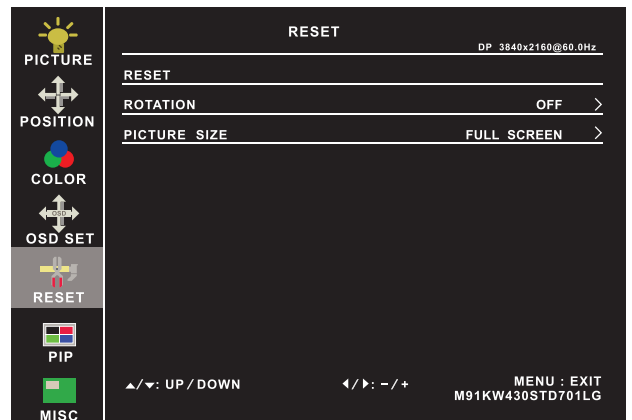 RESET
DP 3840x2160@60.0Hz
PICTURE
POSITION
COLOR
OSD
OSD SET
RESET
PIP
MISC
RESET
ROTATION OFF >
PICTURE SIZE FULL SCREEN >
▲/▼: UP / DOWN ◀/▶: - / + MENU : EXIT
M91KW430STD701LG